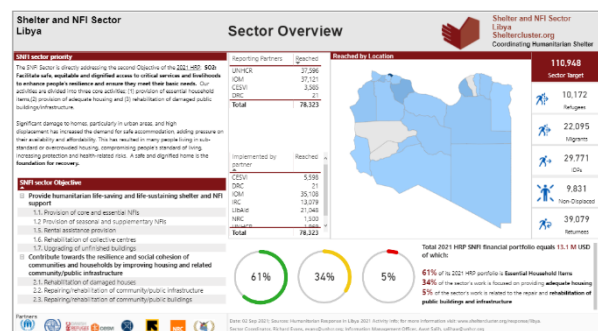 Shelter and NFI Sector
Libya
Sector Overview
Shelter and NFI Sector
Libya
Sheltercluster.org
Coordinating Humanitarian Shelter
SNFI sector priority
The SNFI Sector is directly addressing the second Objective of the 2021 HRP. SO2:
Facilitate safe, equitable and dignified access to critical services and livelihoods
to enhance people's resilience and ensure they meet their basic needs. Our
activities are divided into three core activities: (1) provision of essential household
items,(2) provision of adequate housing and (3) rehabilitation of damaged public
buildings/infrastructure.
Significant damage to homes, particularly in urban areas, and high
displacement has increased the demand for safe accommodation, adding pressure on
their availability and affordability. This has resulted in many people living in sub-
standard or overcrowded housing, compromising people's standard of living,
increasing protection and health-related risks. A safe and dignified home is the
foundation for recovery.
SNFI sector Objective
Provide humanitarian life-saving and life-sustaining shelter and NFI
support
1.1. Provision of core and essential NFIs
1.2 Provision of seasonal and supplementary NFIs
1.5. Rental assistance provision
1.6. Rehabilitation of collective centres
1.7. Upgrading of unfinished buildings
Contribute towards the resilience and social cohesion of
communities and households by improving housing and related
community/public infrastructure
2.1. Rehabilitation of damaged houses
2.2. Repairing/rehabilitation of community/public infrastructure
2.3. Repairing/rehabilitation of community/public buildings
Reporting Partners Reached
UNHCR 37,596
IOM 37,121
CESVI 3,585
DRC 21
Total 78,323
Implemented by partner Reached
CESVI 5,598
DRC 21
IOM 35,108
IRC 13,079
LibAid 21,048
NRC 1,500
Total 78,323
Reached by Location
110,948
Sector Target
10,172
Refugees
22,095
Migrants
29,771
IDPs
9,831
Non-Displaced
39,079
Returnees
61%
34%
5%
Total 2021 HRP SNFI financial portfolio equals 13.1 M USD
of which:
61% of its 2021 HRP portfolio is Essential Household Items
34% of the sector's work is focused on providing adequate housing
5% of the sector's work is related to the repair and rehabilitation of
public buildings and infrastructure
Partners